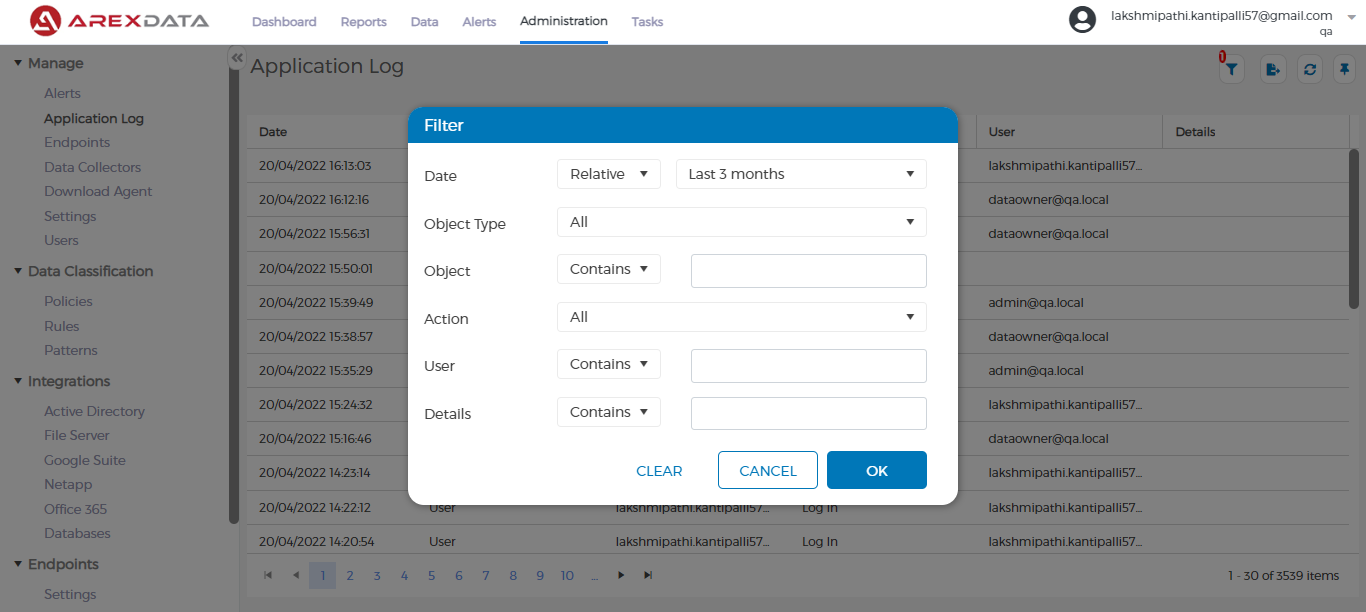 AREXDATA
Dashboard Reports Data Alerts Administration Tasks
lakshmipathi.kantipalli57@gmail.com
qa
Manage
Alerts
Application Log
Endpoints
Data Collectors
Download Agent
Settings
Users
Data Classification
Policies
Rules
Patterns
Integrations
Active Directory
File Server
Google Suite
Netapp
Office 365
Databases
Endpoints
Settings
Application Log
1
Date User Details
20/04/2022 16:13:03 lakshmipathi.kantipalli57...
20/04/2022 16:12:16 dataowner@qa.local
20/04/2022 15:56:31 dataowner@qa.local
20/04/2022 15:50:01
20/04/2022 15:39:49 admin@qa.local
20/04/2022 15:38:57 dataowner@qa.local
20/04/2022 15:35:29 admin@qa.local
20/04/2022 15:24:32 lakshmipathi.kantipalli57...
20/04/2022 15:16:46 dataowner@qa.local
20/04/2022 14:23:14 lakshmipathi.kantipalli57...
20/04/2022 14:22:12 User lakshmipathi.kantipalli57... Log In lakshmipathi.kantipalli57...
20/04/2022 14:20:54 User lakshmipathi.kantipalli57... Log In lakshmipathi.kantipalli57...
1 2 3 4 5 6 7 8 9 10 ...
1 - 30 of 3539 items
Filter
Date Relative Last 3 months
Object Type All
Object Contains
Action All
User Contains
Details Contains
CLEAR CANCEL OK